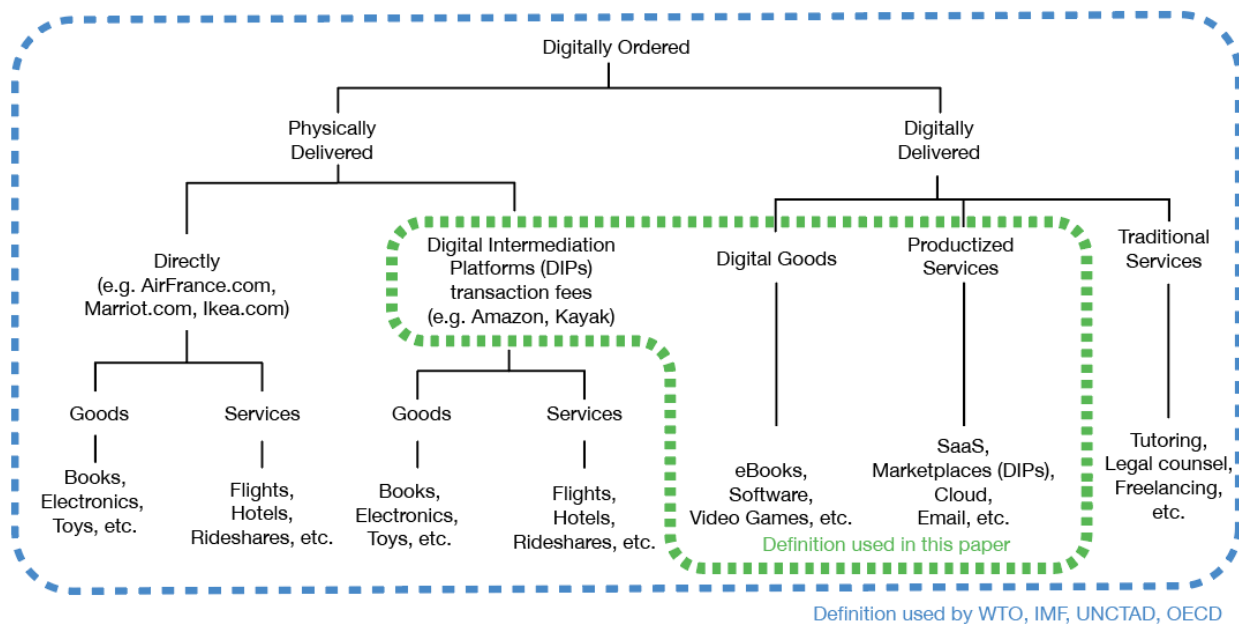 Digitally Ordered
Physically
Delivered
Digitally
Delivered
Directly
(e.g. AirFrance.com,
Marriot.com, Ikea.com)
Digital Intermediation
Platforms (DIPs)
transaction fees
(e.g. Amazon, Kayak)
Digital Goods
Productized
Services
Traditional
Services
Goods
Services
Goods
Services
Books,
Electronics,
Toys, etc.
Flights,
Hotels,
Rideshares, etc.
Books,
Electronics,
Toys, etc.
Flights,
Hotels,
Rideshares, etc.
eBooks,
Software,
Video Games, etc.
SaaS,
Marketplaces (DIPs),
Cloud,
Email, etc.
Tutoring,
Legal counsel,
Freelancing,
etc.
Definition used in this paper
Definition used by WTO, IMF, UNCTAD, OECD